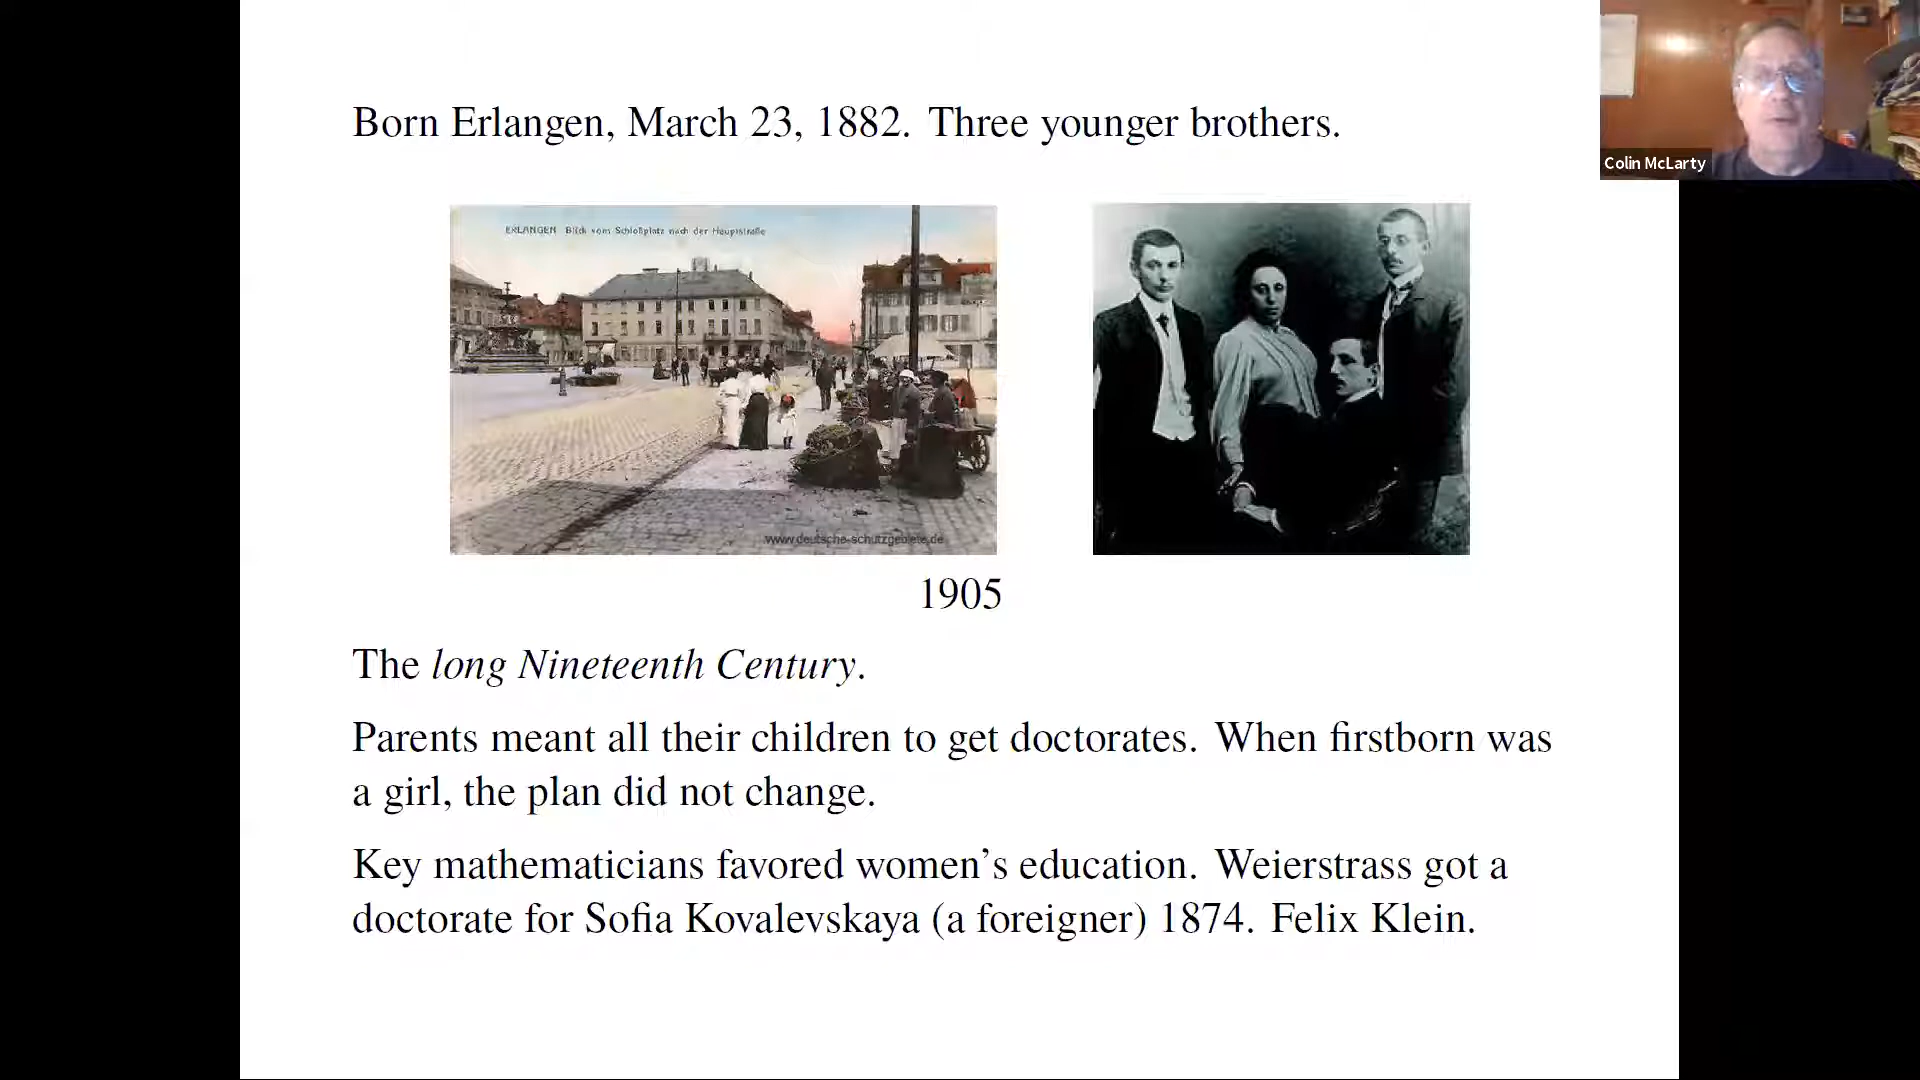 Born Erlangen, March 23, 1882. Three younger brothers.
Colin McLarty
ERLANGEN Blick vom Schloßplatz nach der Hauptstraße
www.deutsche-schutzgebiete.de
1905
The long Nineteenth Century.
Parents meant all their children to get doctorates. When firstborn was
a girl, the plan did not change.
Key mathematicians favored women's education. Weierstrass got a
doctorate for Sofia Kovalevskaya (a foreigner) 1874. Felix Klein.